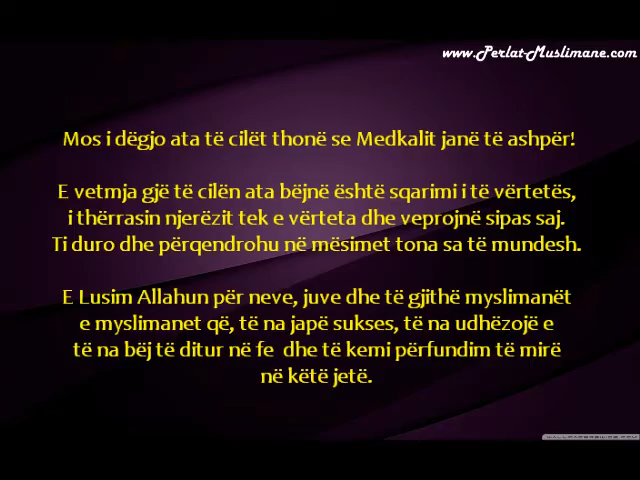 www.Perlat-Muslimane.com
Mos i dëgjo ata të cilët thonë se Medkalit janë të ashpër!
E vetmja gjë të cilën ata bëjnë është sqarimi i të vërtetës,
i thërrasin njerëzit tek e vërteta dhe veprojnë sipas saj.
Ti duro dhe përqendrohu në mësimet tona sa të mundesh.
E Lusim Allahun për neve, juve dhe të gjithë myslimanët
e myslimanet që, të na japë sukses, të na udhëzojë e
të na bëj të ditur në fe dhe të kemi përfundim të mirë
në këtë jetë.